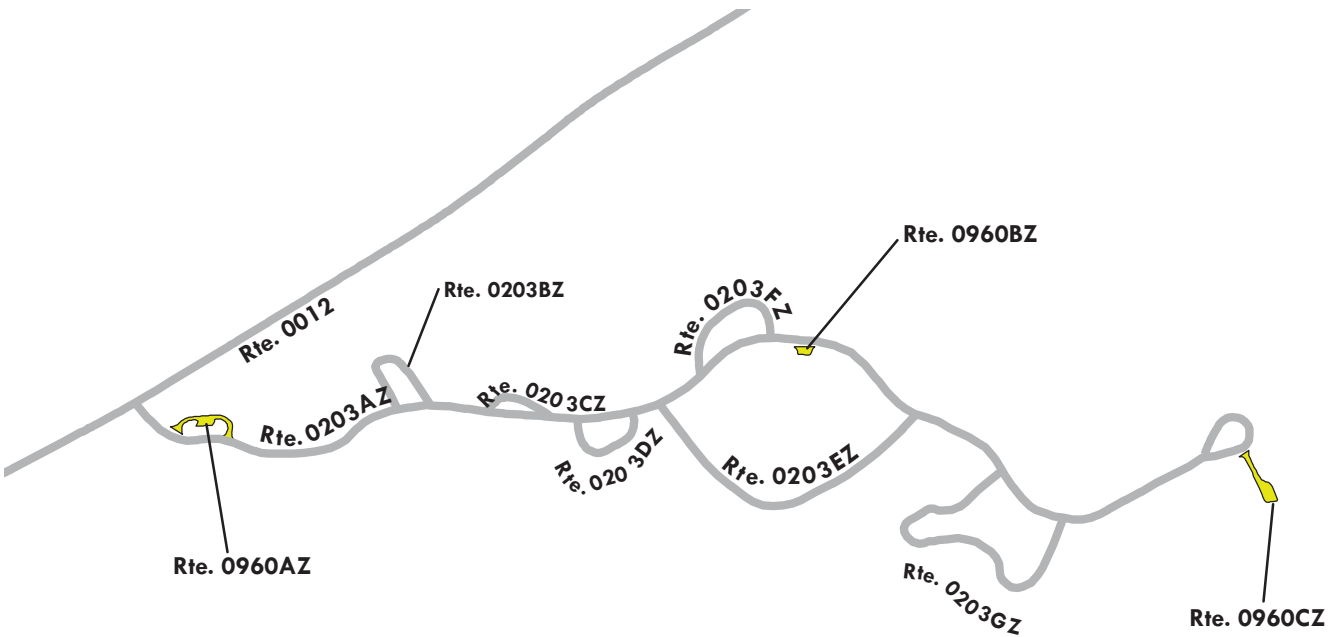 Rte. 0960BZ
Rte. 0203BZ
Rte. 0203FZ
Rte. 0012
Rte. 0203CZ
Rte. 0203AZ
Rte. 0203DZ
Rte. 0203EZ
Rte. 0960AZ
Rte. 0203GZ
Rte. 0960CZ